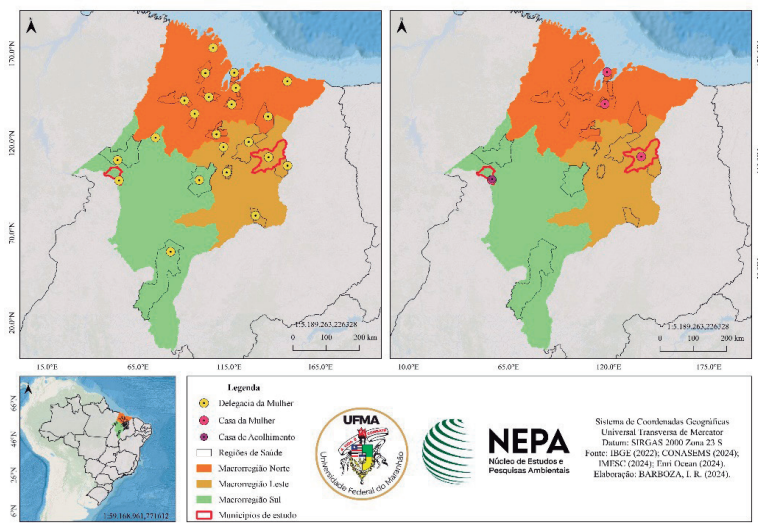 N
N
170.0°N
120.0°N
70.0°N
20.0°N
1:5.189.263,226328
0 100 200 km
1:5.189.263,226328
0 100 200 km
15.0°E 65.0°E 115.0°E 165.0°E
10.0°E 65.0°E 120.0°E 175.0°E
66°N
46°N
26°N
6°N
1:59.168.961,771612
Legenda
Delegacia da Mulher
Casa da Mulher
Casa de Acolhimento
Regiões de Saúde
Macrorregião Norte
Macrorregião Leste
Macrorregião Sul
Municípios de estudo
UFMA
Universidade Federal do Maranhão
NEPA
Núcleo de Estudos e
Pesquisas Ambientais
Sistema de Coordenadas Geográficas
Universal Transversa de Mercator
Datum: SIRGAS 2000 Zona 23 S
Fonte: IBGE (2022); CONASEMS (2024);
IMESC (2024); Esri Ocean (2024).
Elaboração: BARBOZA, I. R. (2024).